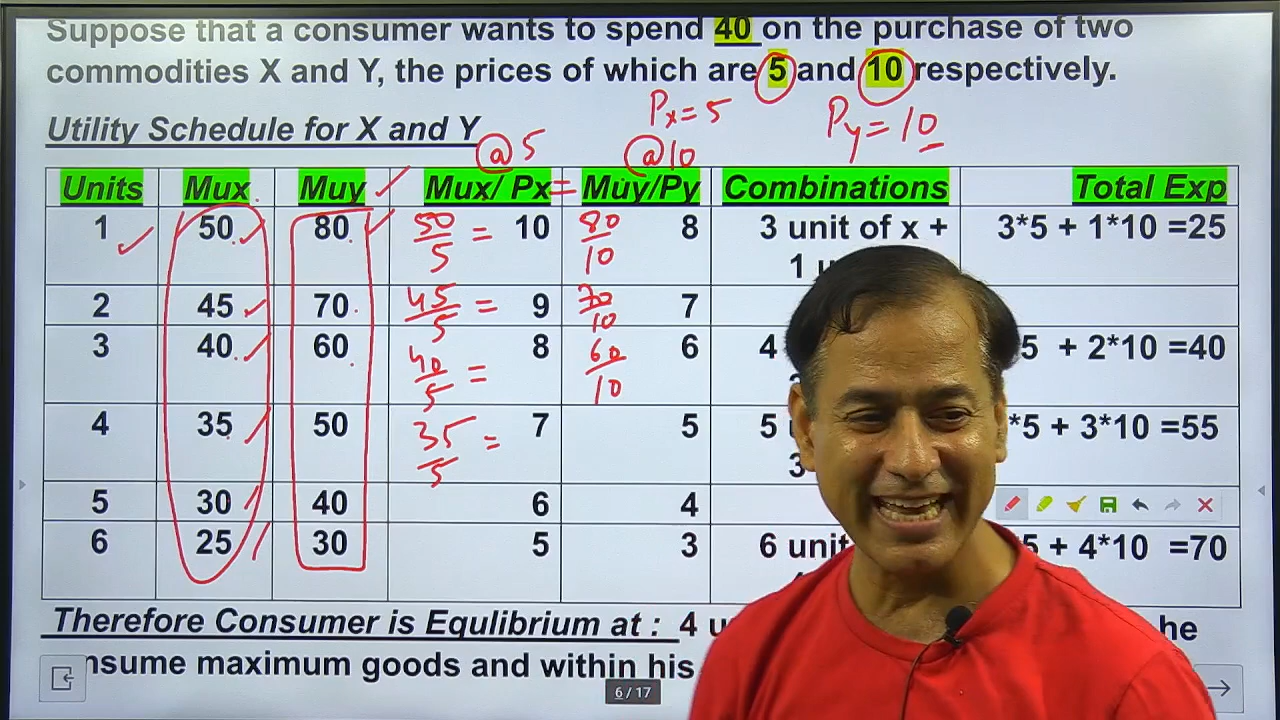 Suppose that a consumer wants to spend 40 on the purchase of two
commodities X and Y, the prices of which are 5 and 10 respectively.
Px = 5 Py = 10
Utility Schedule for X and Y
@5 @10
Units Mux Muy Mux/ Px = Muy/Py Combinations Total Exp
1 50 80 50/5 = 10 80/10 8 3 unit of x + 3*5 + 1*10 =25
1
2 45 70 45/5 = 9 70/10 7
3 40 60 40/5 = 8 60/10 6 4 5 + 2*10 =40
4 35 50 35/5 = 7 5 5 *5 + 3*10 =55
3
5 30 40 6 4
6 25 30 5 3 6 unit 5 + 4*10 =70
Therefore Consumer is Equlibrium at : 4 he
nsume maximum goods and within his
6/17